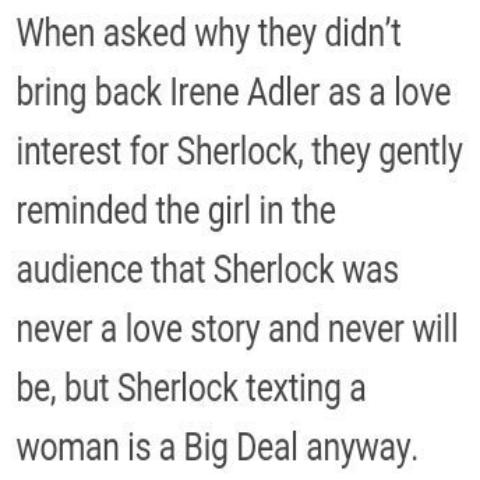 When asked why they didn’t
bring back Irene Adler as a love
interest for Sherlock, they gently
reminded the girl in the
audience that Sherlock was
never a love story and never will
be, but Sherlock texting a
woman is a Big Deal anyway.